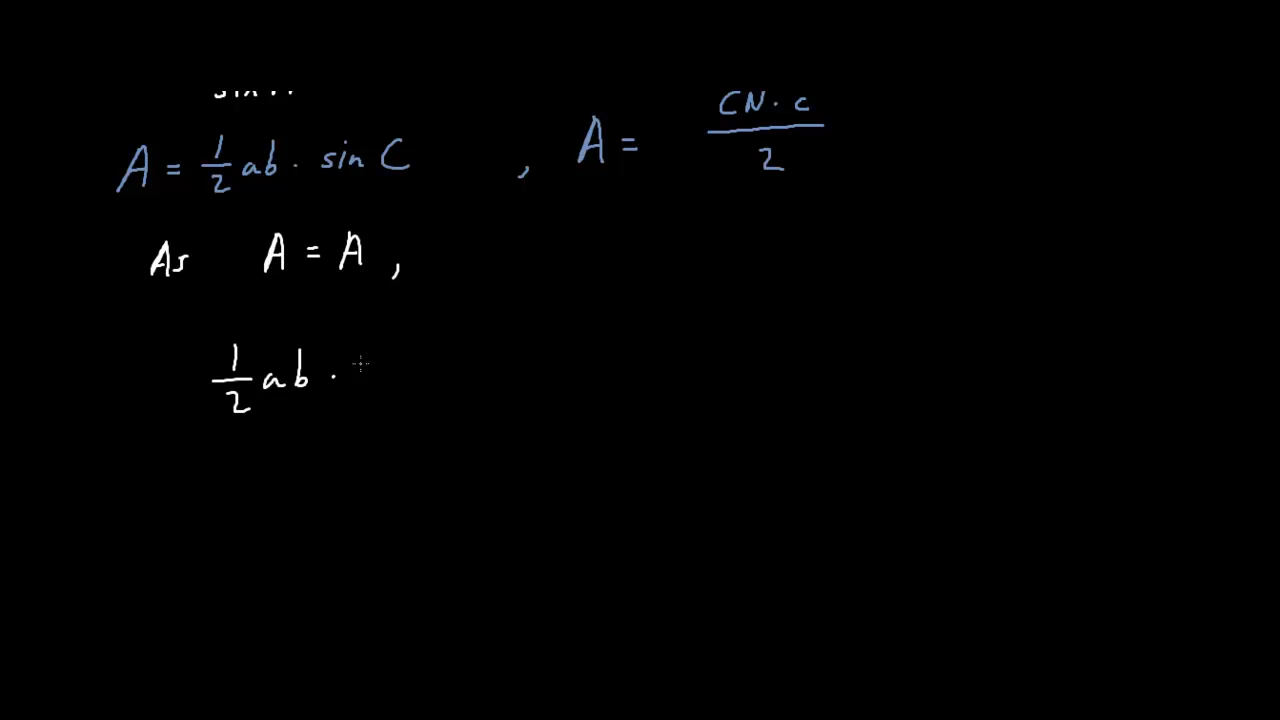 A = 1/2 ab · sin C , A = CN · c / 2
As A = A ,
1/2 ab ·